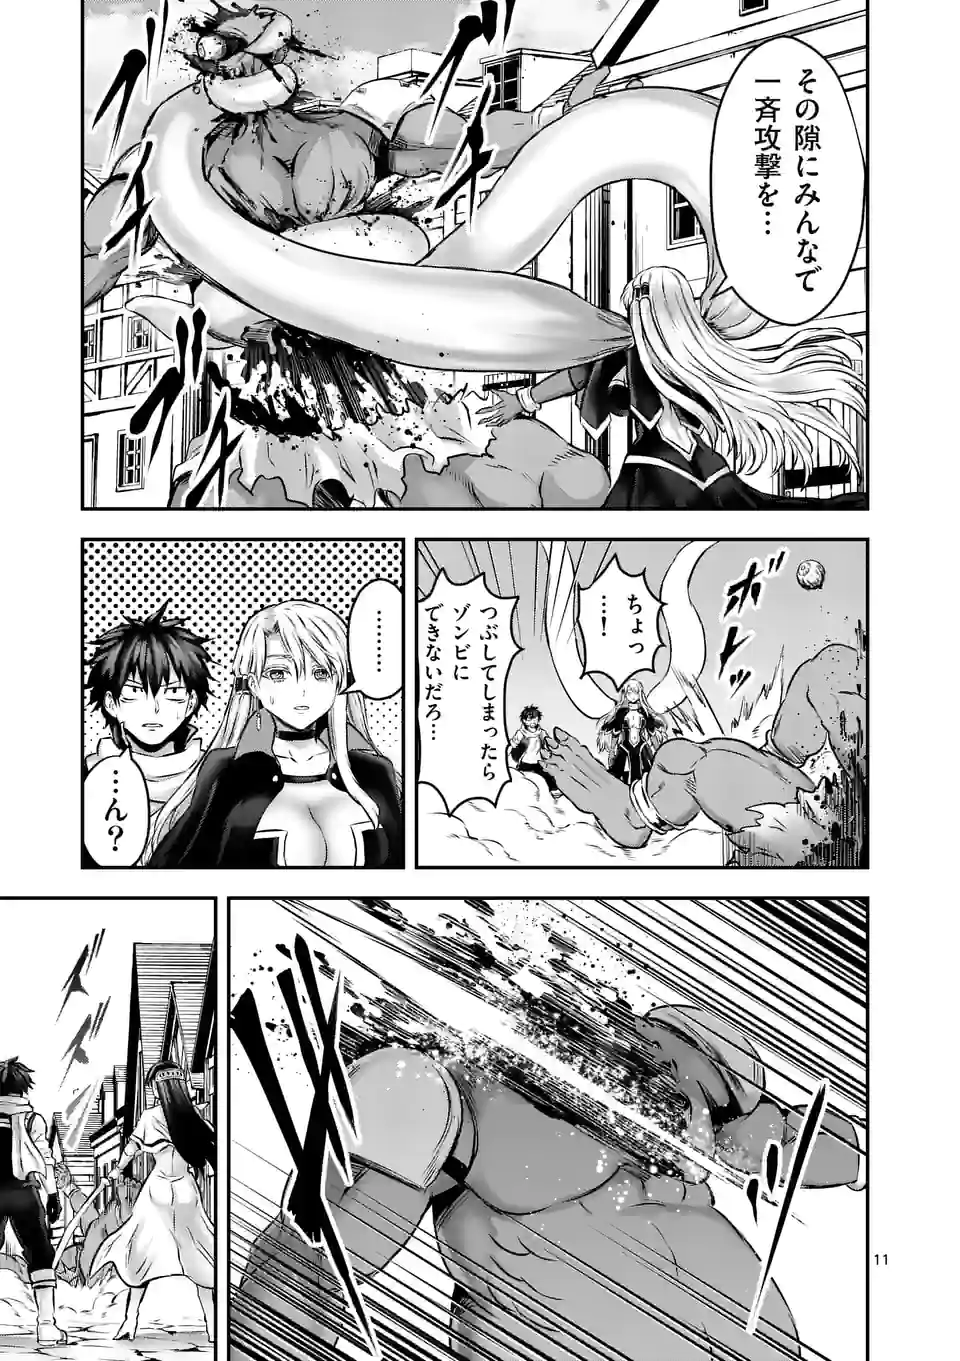 その隙にみんなで
一斉攻撃を…
ボッ
ちょっ
…！
つぶしてしまったら
ゾンビに
できないだろ…
………
…ん？
11